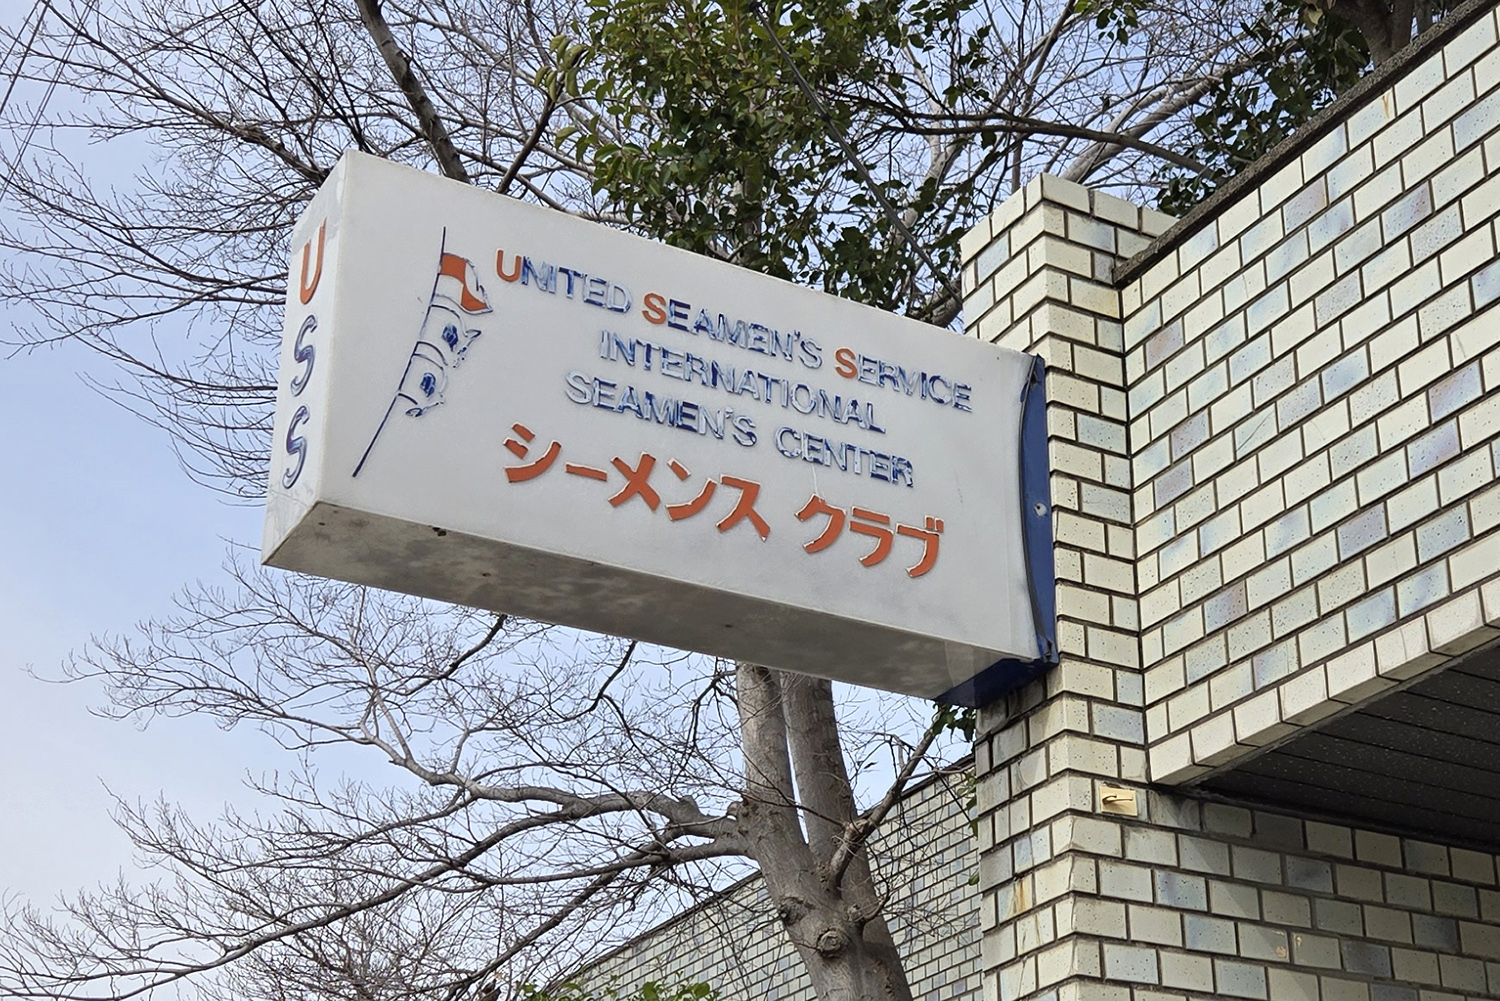 USS
UNITED SEAMEN'S SERVICE
INTERNATIONAL
SEAMEN'S CENTER
シーメンス クラブ